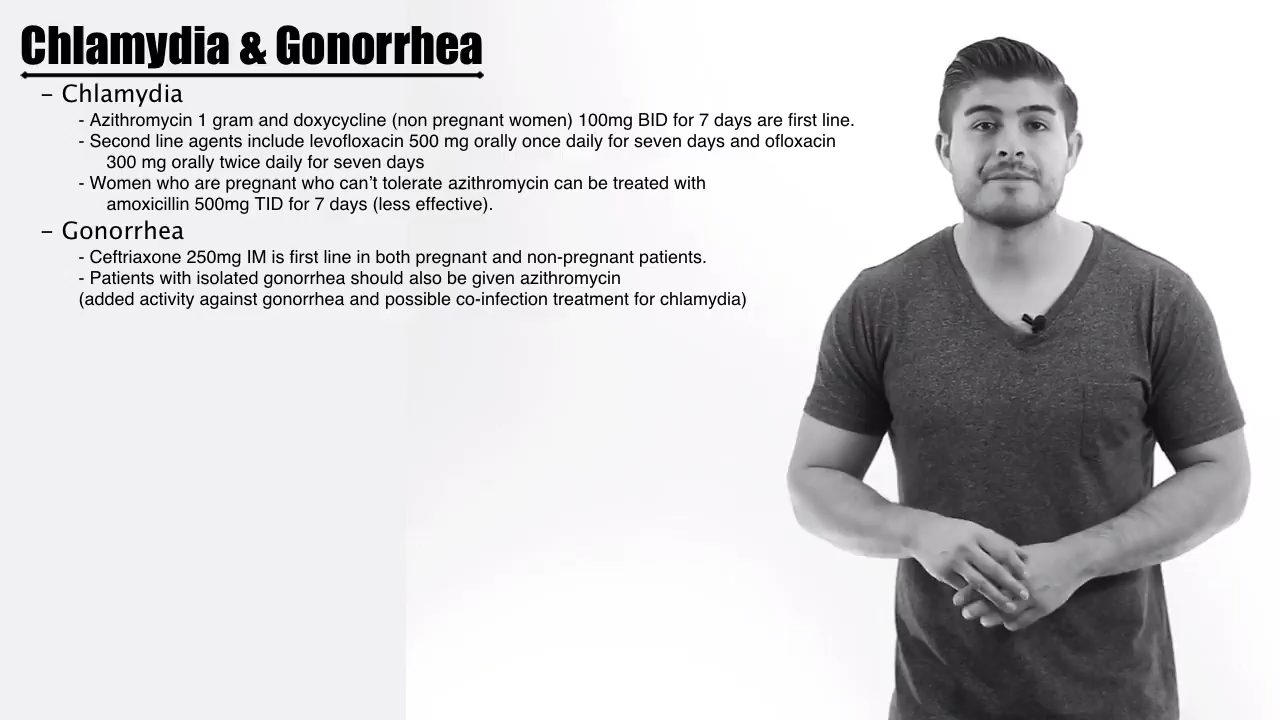 Chlamydia & Gonorrhea
– Chlamydia
- Azithromycin 1 gram and doxycycline (non pregnant women) 100mg BID for 7 days are first line.
- Second line agents include levofloxacin 500 mg orally once daily for seven days and ofloxacin
300 mg orally twice daily for seven days
- Women who are pregnant who can’t tolerate azithromycin can be treated with
amoxicillin 500mg TID for 7 days (less effective).
– Gonorrhea
- Ceftriaxone 250mg IM is first line in both pregnant and non-pregnant patients.
- Patients with isolated gonorrhea should also be given azithromycin
(added activity against gonorrhea and possible co-infection treatment for chlamydia)